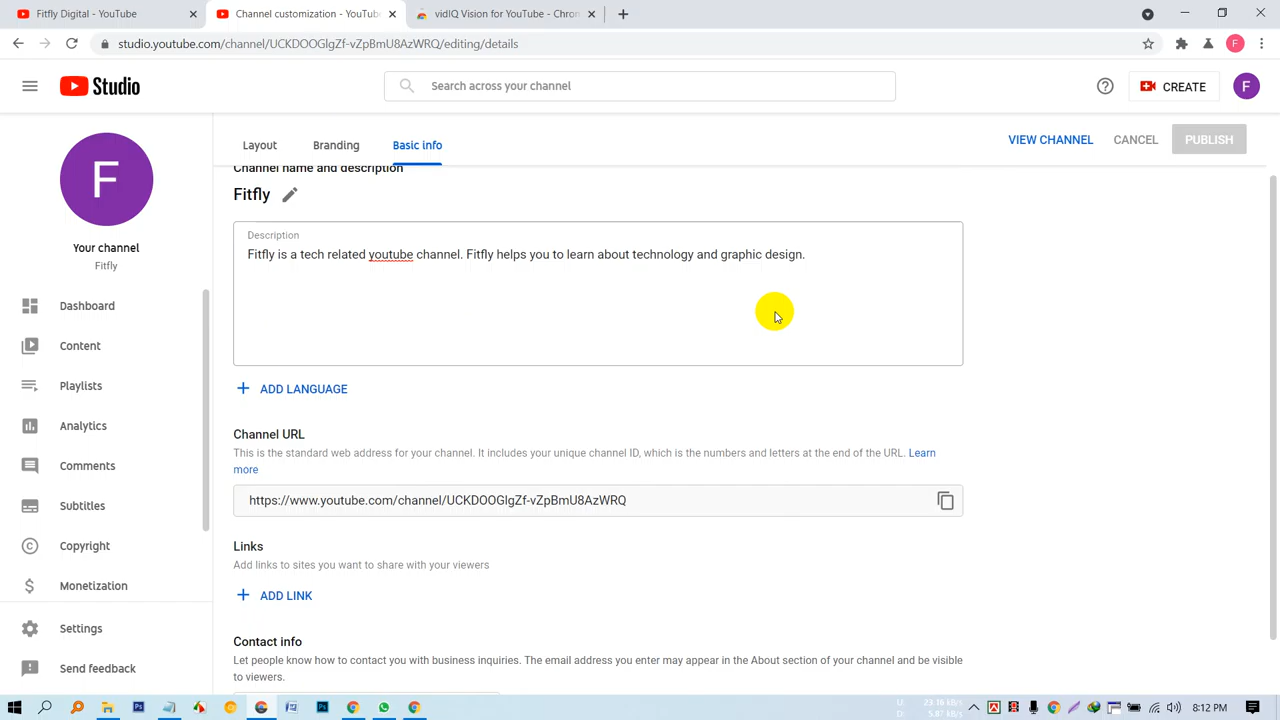 Fitfly Digital - YouTube
Channel customization - YouTube
vidIQ Vision for YouTube - Chrom
studio.youtube.com/channel/UCKDOOGlgZf-vZpBmU8AzWRQ/editing/details
F
Studio
Search across your channel
CREATE
F
Layout
Branding
Basic info
VIEW CHANNEL
CANCEL
PUBLISH
F
Your channel
Fitfly
Dashboard
Content
Playlists
Analytics
Comments
Subtitles
Copyright
Monetization
Settings
Send feedback
Channel name and description
Fitfly
Description
Fitfly is a tech related youtube channel. Fitfly helps you to learn about technology and graphic design.
ADD LANGUAGE
Channel URL
This is the standard web address for your channel. It includes your unique channel ID, which is the numbers and letters at the end of the URL. Learn
more
https://www.youtube.com/channel/UCKDOOGlgZf-vZpBmU8AzWRQ
Links
Add links to sites you want to share with your viewers
ADD LINK
Contact info
Let people know how to contact you with business inquiries. The email address you enter may appear in the About section of your channel and be visible
to viewers.
U: 23.16 kB/s
D: 5.87 kB/s
8:12 PM